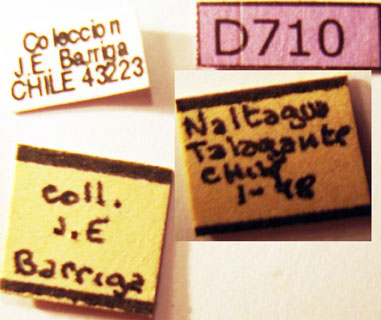 Coleccion
J.E. Barriga
CHILE 43223
D710
Naltagua
Talagante
Chile
1-48
coll.
J.E
Barriga